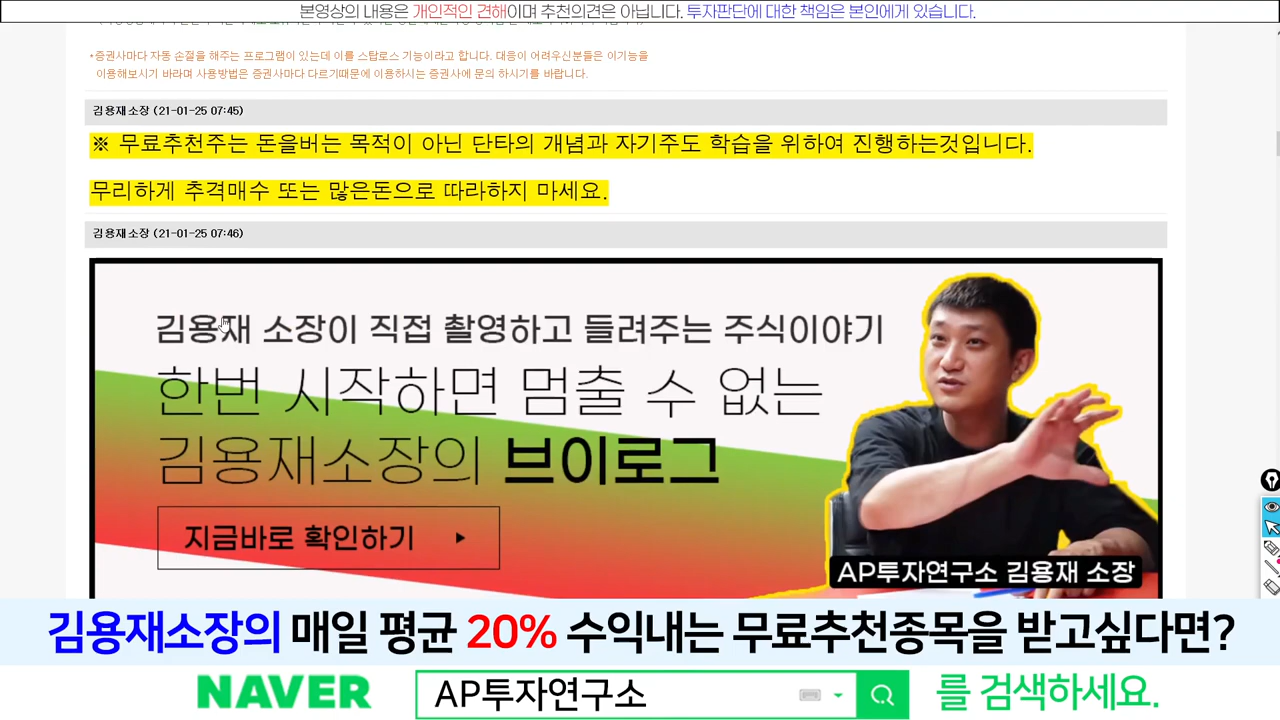 본영상의 내용은 개인적인 견해이며 추천의견은 아닙니다. 투자판단에 대한 책임은 본인에게 있습니다.
*증권사마다 자동 손절을 해주는 프로그램이 있는데 이를 스탑로스 기능이라고 합니다. 대응이 어려우신분들은 이기능을
이용해보시기 바라며 사용방법은 증권사마다 다르기때문에 이용하시는 증권사에 문의 하시기를 바랍니다.
김용재소장 (21-01-25 07:45)
※ 무료추천주는 돈을버는 목적이 아닌 단타의 개념과 자기주도 학습을 위하여 진행하는것입니다.
무리하게 추격매수 또는 많은돈으로 따라하지 마세요.
김용재소장 (21-01-25 07:46)
김용재 소장이 직접 촬영하고 들려주는 주식이야기
한번 시작하면 멈출 수 없는
김용재소장의 브이로그
지금바로 확인하기 ▶
AP투자연구소 김용재 소장
김용재소장의 매일 평균 20% 수익내는 무료추천종목을 받고싶다면?
NAVER AP투자연구소 를 검색하세요.